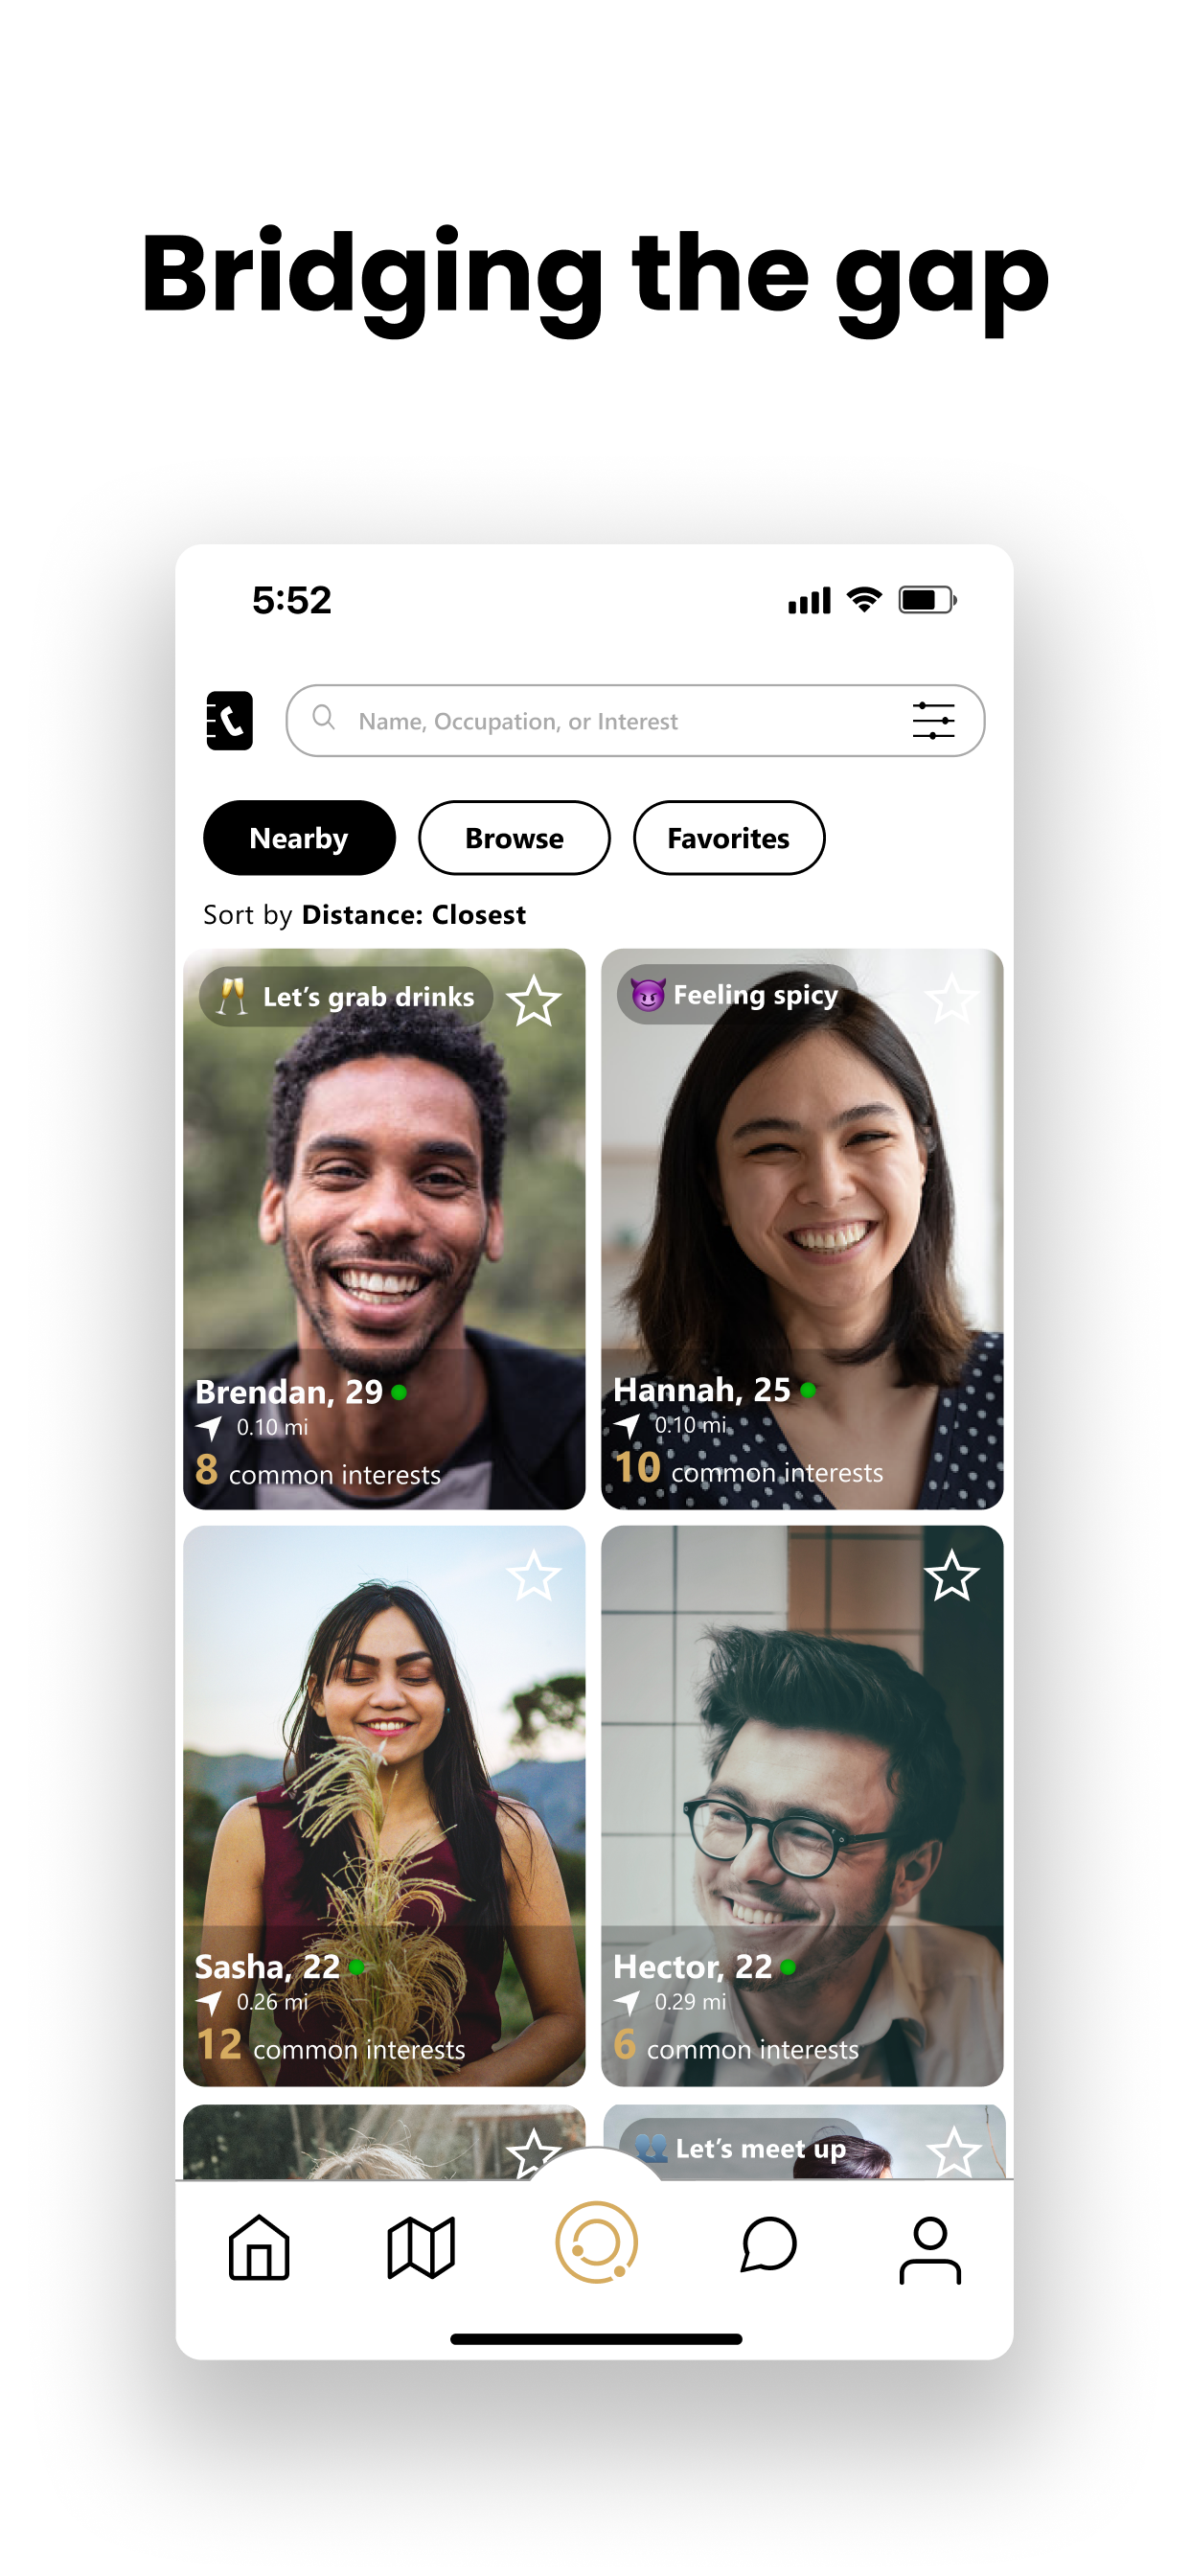 Bridging the gap
5:52
Name, Occupation, or Interest
Nearby Browse Favorites
Sort by Distance: Closest
Let's grab drinks
Feeling spicy
Brendan, 29
0.10 mi
8 common interests
Hannah, 25
0.10 mi
10 common interests
Sasha, 22
0.26 mi
12 common interests
Hector, 22
0.29 mi
6 common interests
Let's meet up